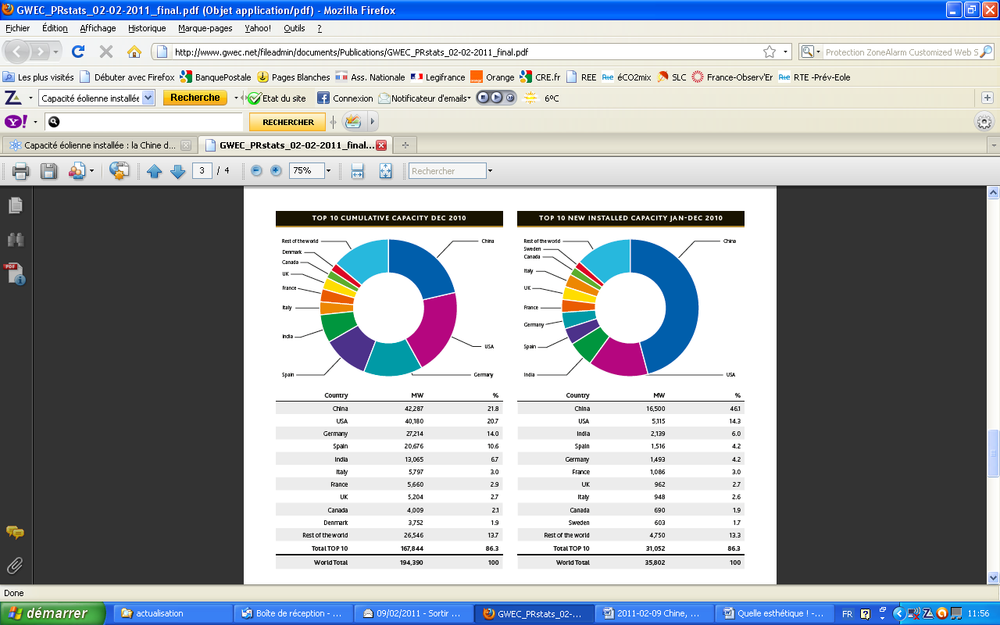 GWEC_PRstats_02-02-2011_final.pdf (Objet application/pdf) - Mozilla Firefox
Fichier Édition Affichage Historique Marque-pages Yahoo! Outils ?
http://www.gwec.net/fileadmin/documents/Publications/GWEC_PRstats_02-02-2011_final.pdf Protection ZoneAlarm Customized Web S
Les plus visités Débuter avec Firefox BanquePostale Pages Blanches Ass. Nationale Legifrance Orange CRE.fr REE éCO2mix SLC France-Observ'Er RTE -Prév-Eole
Capacité éolienne installée Recherche Etat du site Connexion Notificateur d'emails 6°C
Y! RECHERCHER
Capacité éolienne installée : la Chine d... GWEC_PRstats_02-02-2011_final...
3 / 4 75% Rechercher
TOP 10 CUMULATIVE CAPACITY DEC 2010
Rest of the world
Denmark
Canada
UK
France
Italy
India
Spain
China
USA
Germany
Country MW %
China 42,287 21.8
USA 40,180 20.7
Germany 27,214 14.0
Spain 20,676 10.6
India 13,065 6.7
Italy 5,797 3.0
France 5,660 2.9
UK 5,204 2.7
Canada 4,009 2.1
Denmark 3,752 1.9
Rest of the world 26,546 13.7
Total TOP 10 167,844 86.3
World Total 194,390 100
TOP 10 NEW INSTALLED CAPACITY JAN-DEC 2010
Rest of the world
Sweden
Canada
Italy
UK
France
Germany
Spain
India
China
USA
Country MW %
China 16,500 46.1
USA 5,115 14.3
India 2,139 6.0
Spain 1,516 4.2
Germany 1,493 4.2
France 1,086 3.0
UK 962 2.7
Italy 948 2.6
Canada 690 1.9
Sweden 603 1.7
Rest of the world 4,750 13.3
Total TOP 10 31,052 86.3
World Total 35,802 100
Done
démarrer actualisation Boîte de réception - ... 09/02/2011 - Sortir ... GWEC_PRstats_02-... 2011-02-09 Chine, ... Quelle esthétique ! -... FR 11:56